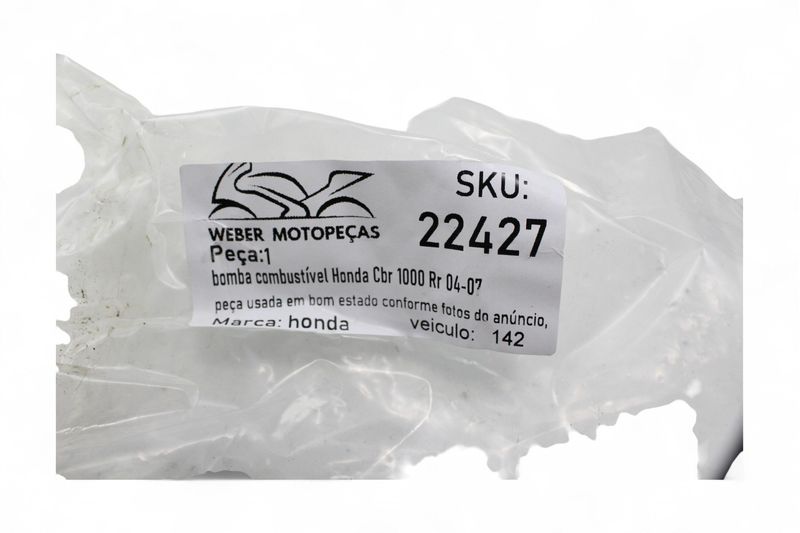 WEBER MOTOPEÇAS
SKU:
22427
Peça:1
bomba combustível Honda Cbr 1000 Rr 04-07
peça usada em bom estado conforme fotos do anúncio,
Marca: honda
veiculo: 142